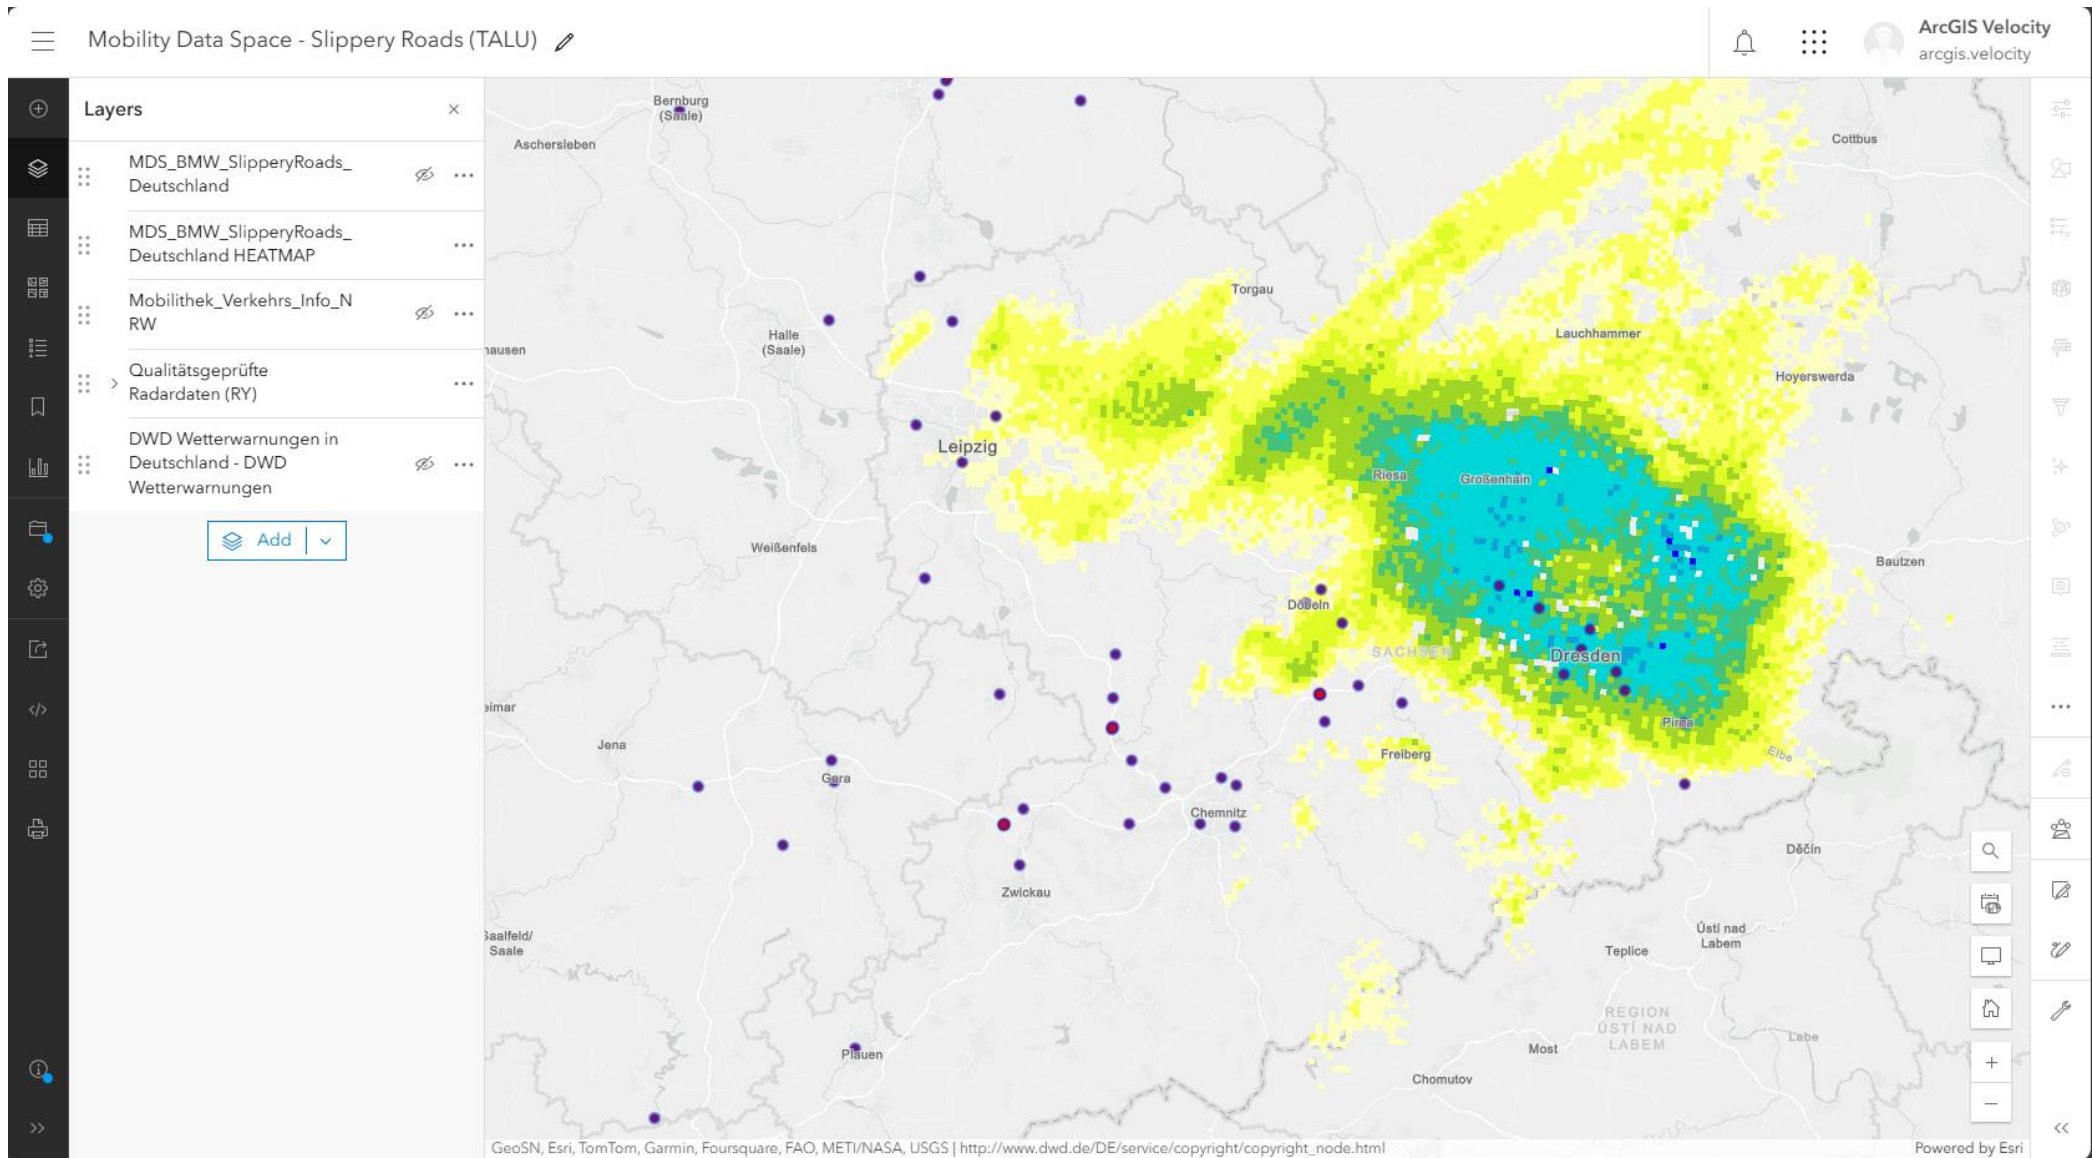 Mobility Data Space - Slippery Roads (TALU)
ArcGIS Velocity
arcgis.velocity
Layers
MDS_BMW_SlipperyRoads_
Deutschland
MDS_BMW_SlipperyRoads_
Deutschland HEATMAP
Mobilithek_Verkehrs_Info_N
RW
Qualitätsgeprüfte
Radardaten (RY)
DWD Wetterwarnungen in
Deutschland - DWD
Wetterwarnungen
Add
Bernburg
(Saale)
Aschersleben
Cottbus
Torgau
Halle
(Saale)
hausen
Lauchhammer
Hoyerswerda
Leipzig
Riesa
Großenhain
Weißenfels
Bautzen
Döbeln
SACHSEN
Dresden
eimar
Pirna
Jena
Freiberg
Elbe
Gera
Chemnitz
Děčín
Zwickau
Saalfeld/
Saale
Ústí nad
Labem
Teplice
REGION
ÚSTÍ NAD
LABEM
Labe
Most
Plauen
Chomutov
GeoSN, Esri, TomTom, Garmin, Foursquare, FAO, METI/NASA, USGS | http://www.dwd.de/DE/service/copyright/copyright_node.html
Powered by Esri